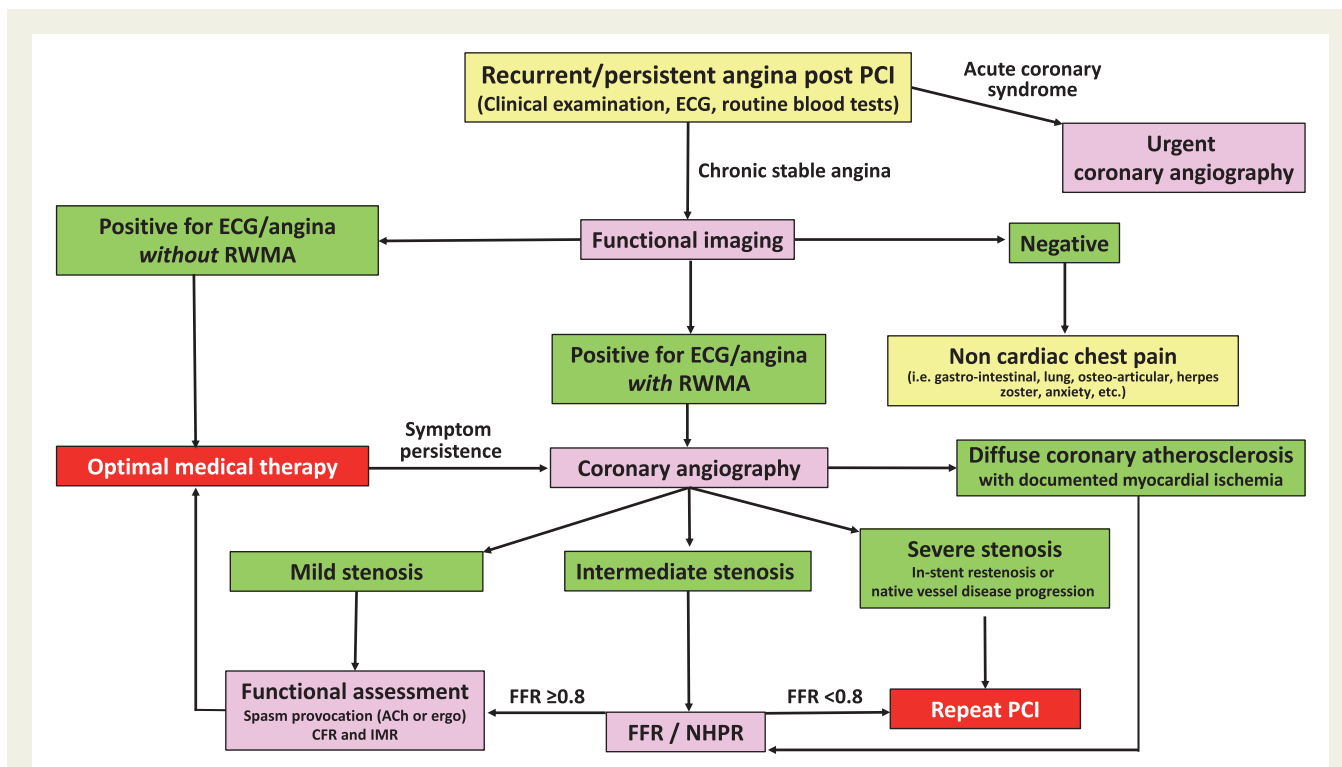 Recurrent/persistent angina post PCI
(Clinical examination, ECG, routine blood tests)
Acute coronary
syndrome
Urgent
coronary angiography
Chronic stable angina
Positive for ECG/angina
without RWMA
Functional imaging
Negative
Positive for ECG/angina
with RWMA
Non cardiac chest pain
(i.e. gastro-intestinal, lung, osteo-articular, herpes
zoster, anxiety, etc.)
Optimal medical therapy
Symptom
persistence
Coronary angiography
Diffuse coronary atherosclerosis
with documented myocardial ischemia
Mild stenosis
Intermediate stenosis
Severe stenosis
In-stent restenosis or
native vessel disease progression
Functional assessment
Spasm provocation (ACh or ergo)
CFR and IMR
FFR ≥0.8
FFR / NHPR
FFR <0.8
Repeat PCI